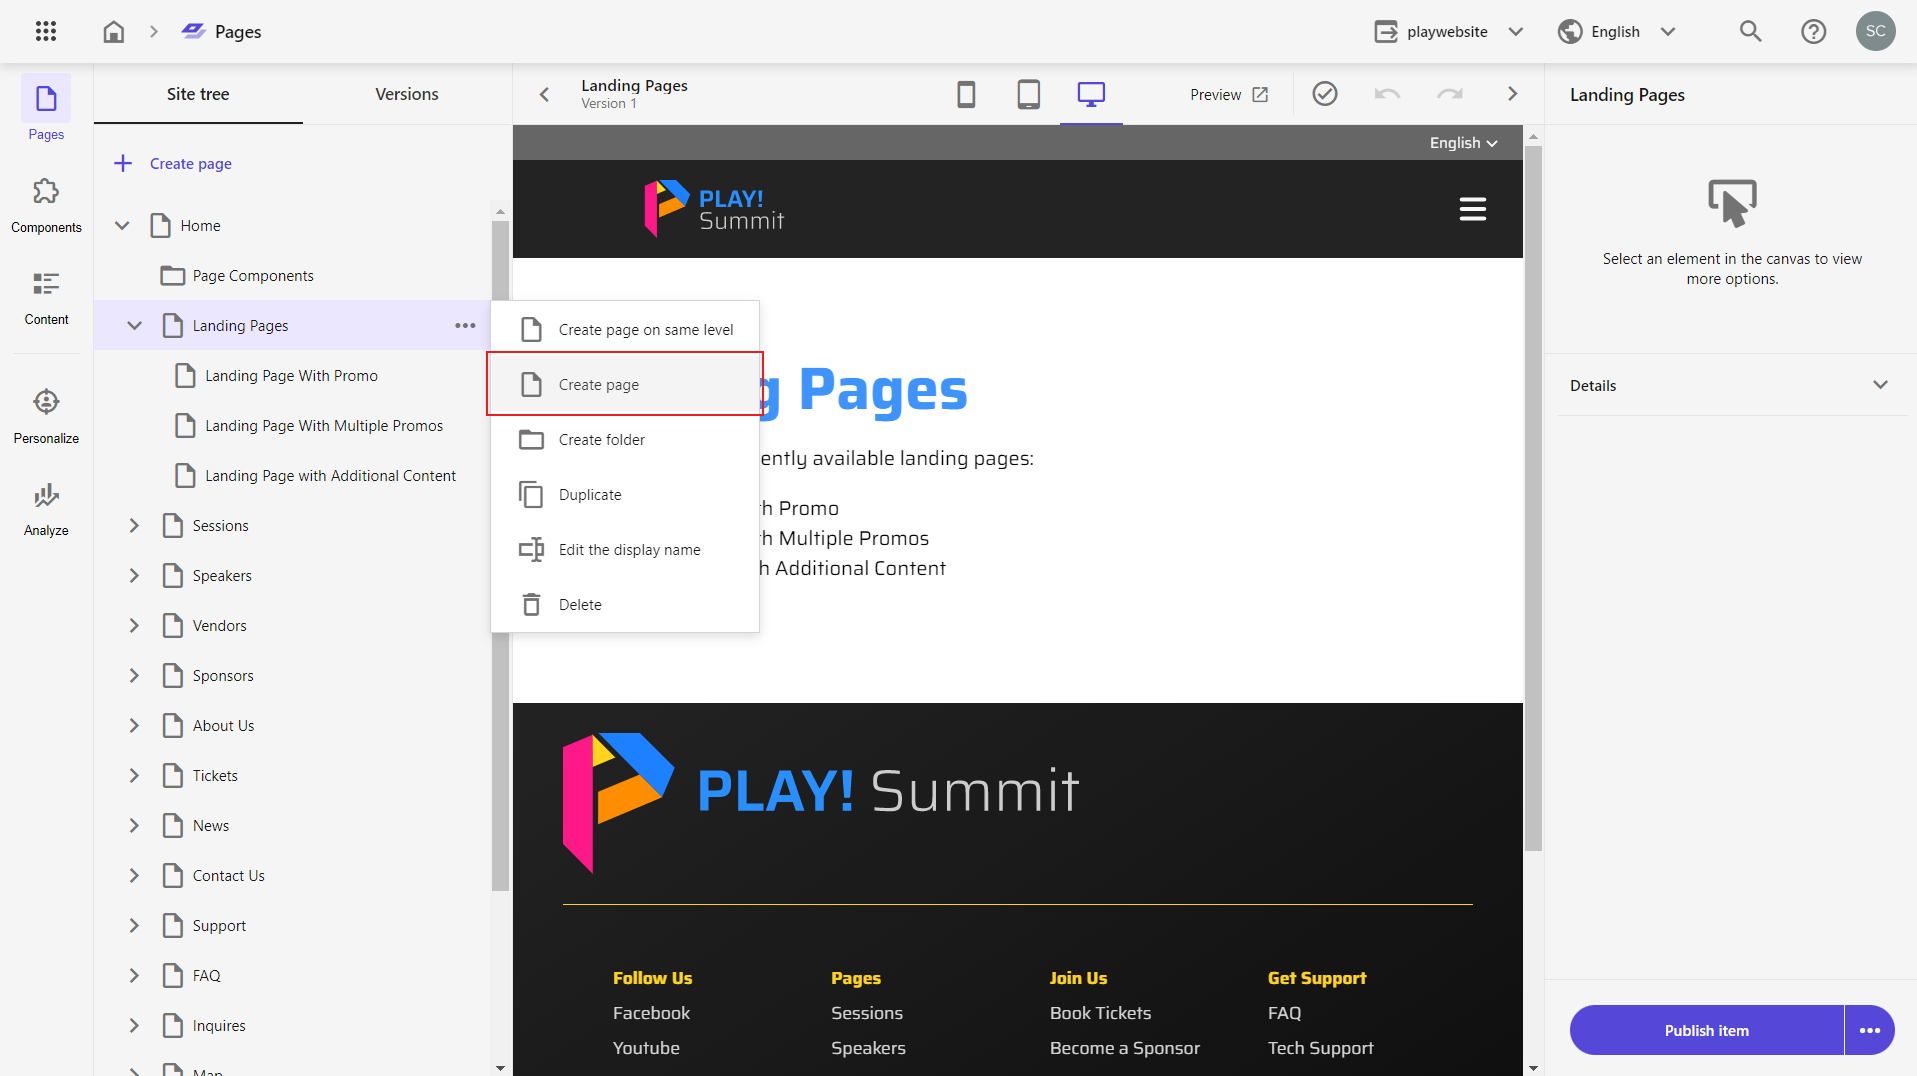 Pages
playwebsite
English
SC
Pages
Components
Content
Personalize
Analyze
Site tree
Versions
Create page
Home
Page Components
Landing Pages
Landing Page With Promo
Landing Page With Multiple Promos
Landing Page with Additional Content
Sessions
Speakers
Vendors
Sponsors
About Us
Tickets
News
Contact Us
Support
FAQ
Inquires
Map
Create page on same level
Create page
Create folder
Duplicate
Edit the display name
Delete
Landing Pages
Version 1
Preview
English
PLAY!
Summit
g Pages
ently available landing pages:
th Promo
th Multiple Promos
h Additional Content
PLAY! Summit
Follow Us
Facebook
Youtube
Pages
Sessions
Speakers
Join Us
Book Tickets
Become a Sponsor
Get Support
FAQ
Tech Support
Landing Pages
Select an element in the canvas to view
more options.
Details
Publish item